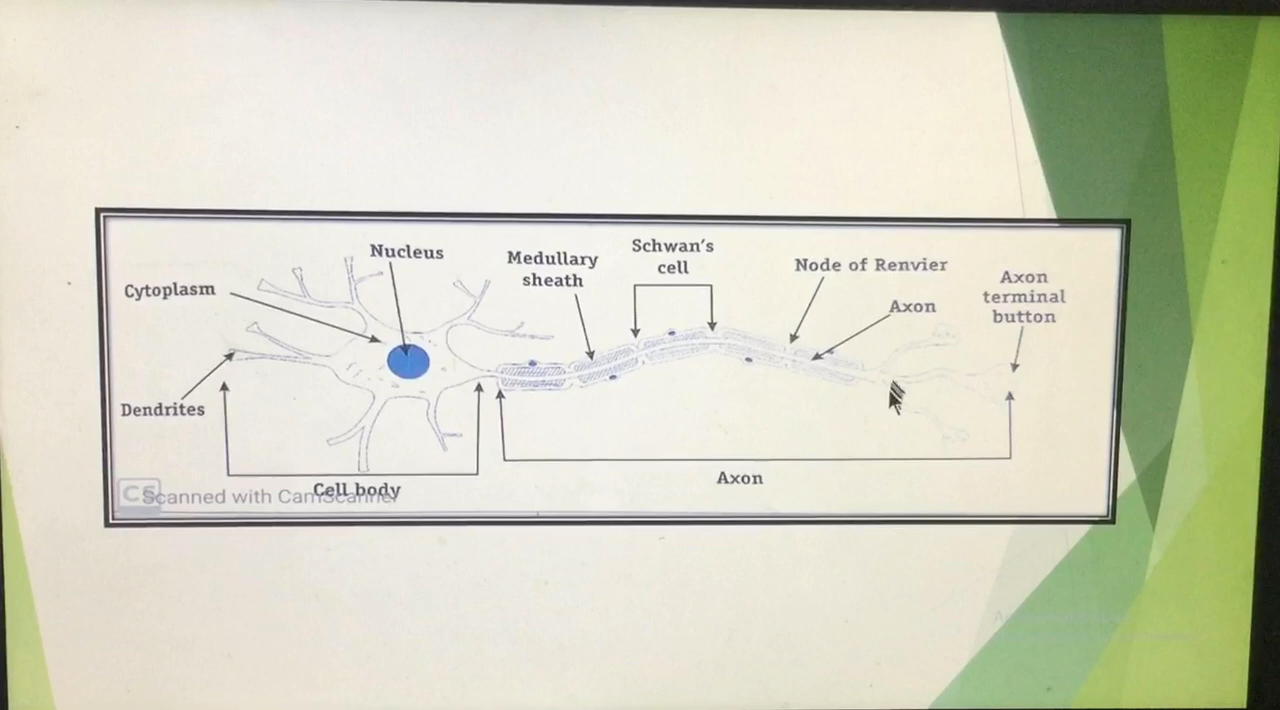 Nucleus
Cytoplasm
Dendrites
Cell body
Medullary
sheath
Schwan's
cell
Node of Renvier
Axon
Axon
terminal
button
Axon
CS
Scanned with CamScanner